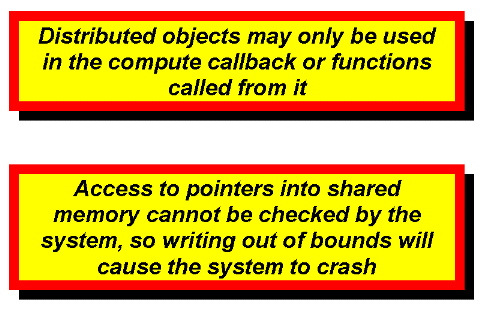 Distributed objects may only be used
in the compute callback or functions
called from it
Access to pointers into shared
memory cannot be checked by the
system, so writing out of bounds will
cause the system to crash